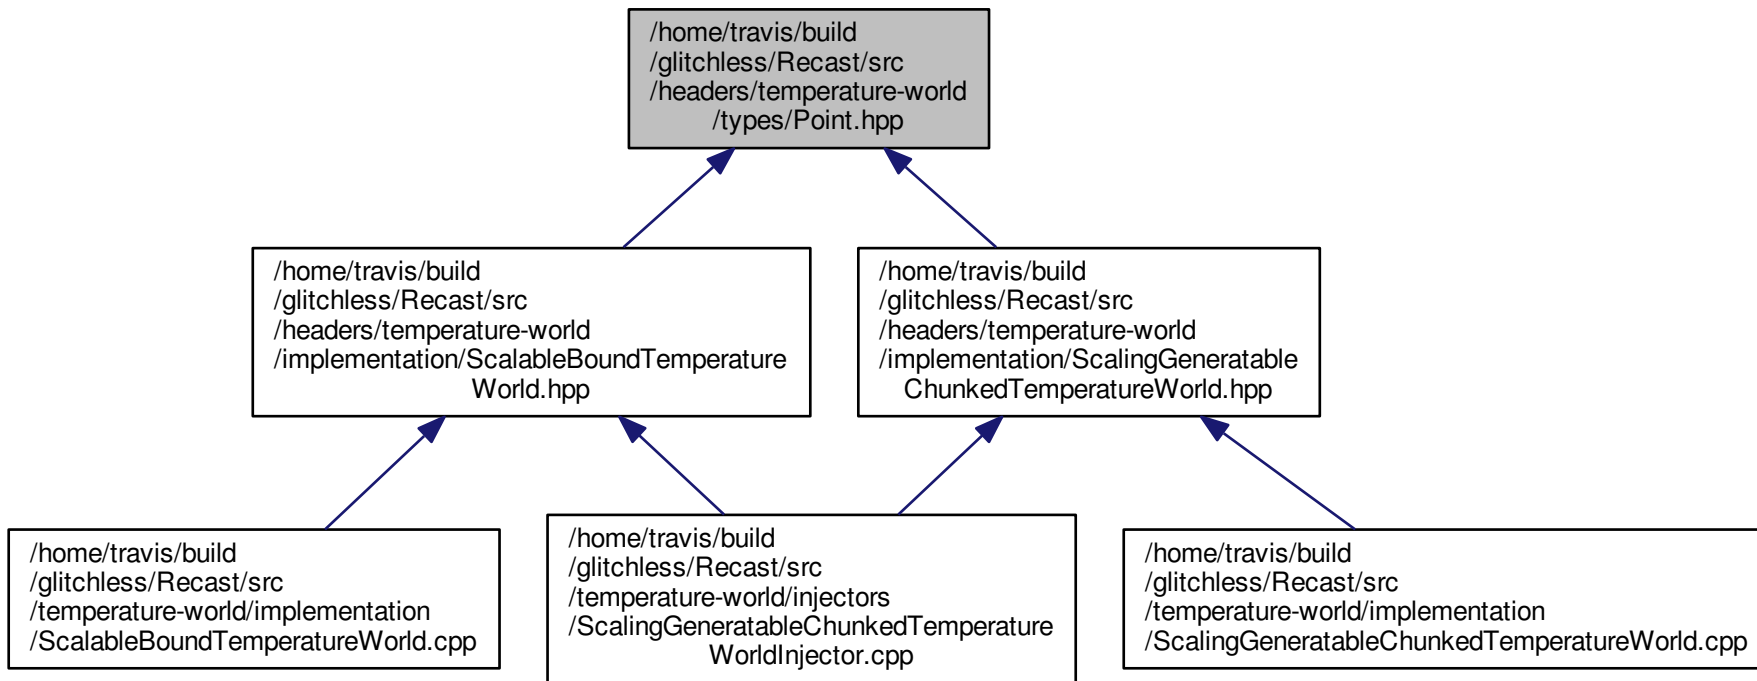 /home/travis/build
/glitchless/Recast/src
/headers/temperature-world
/types/Point.hpp
/home/travis/build
/glitchless/Recast/src
/headers/temperature-world
/implementation/ScalableBoundTemperature
World.hpp
/home/travis/build
/glitchless/Recast/src
/headers/temperature-world
/implementation/ScalingGeneratable
ChunkedTemperatureWorld.hpp
/home/travis/build
/glitchless/Recast/src
/temperature-world/implementation
/ScalableBoundTemperatureWorld.cpp
/home/travis/build
/glitchless/Recast/src
/temperature-world/injectors
/ScalingGeneratableChunkedTemperature
WorldInjector.cpp
/home/travis/build
/glitchless/Recast/src
/temperature-world/implementation
/ScalingGeneratableChunkedTemperatureWorld.cpp